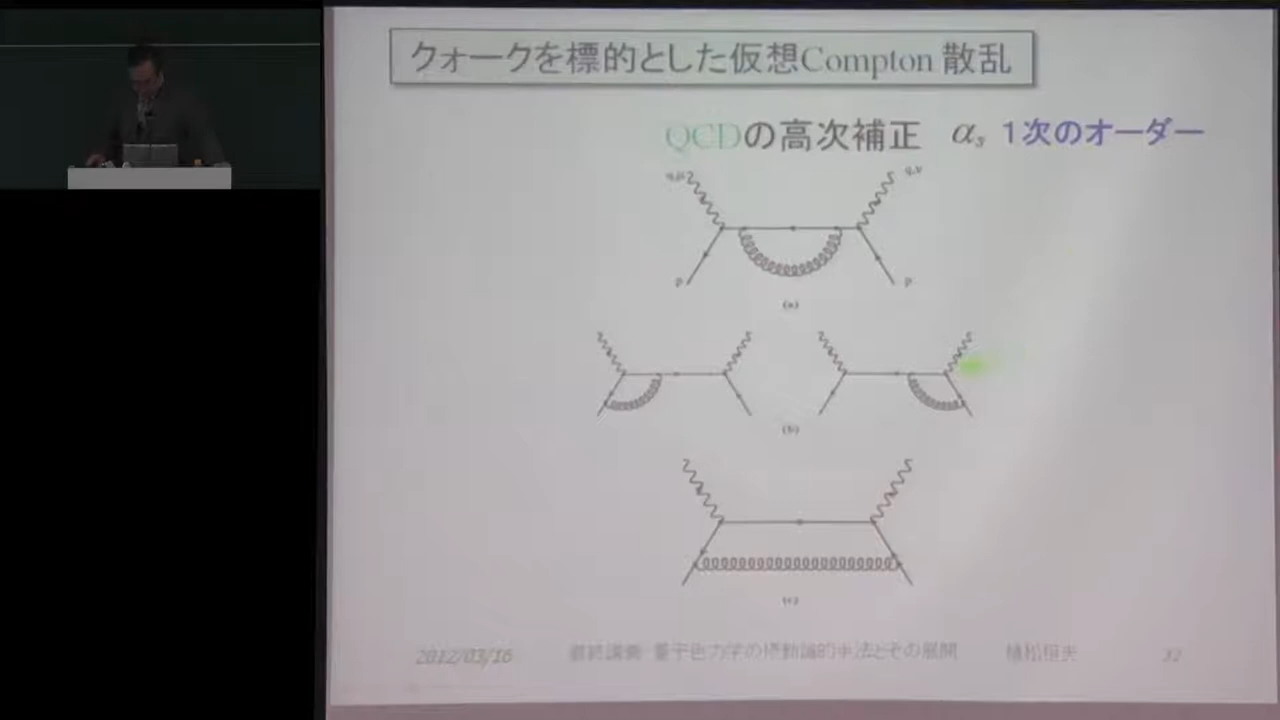 クォークを標的とした仮想Compton 散乱
QCDの高次補正 αs 1次のオーダー
q,μ q,ν
p p
(a)
(b)
(c)
2012/03/16 最終講義 量子色力学の摂動論的手法とその展開 植松恒夫 32